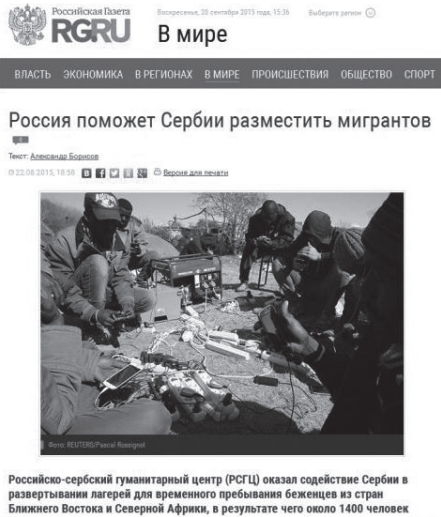 Российская Газета
RGRU
Воскресенье, 20 сентября 2015 года, 15:36
Выберите регион
В мире
ВЛАСТЬ ЭКОНОМИКА В РЕГИОНАХ В МИРЕ ПРОИСШЕСТВИЯ ОБЩЕСТВО СПОРТ
Россия поможет Сербии разместить мигрантов
Текст: Александр Борисов
22.08.2015, 18:58 Версия для печати
Фото: REUTERS/Pascal Rossignol
Российско-сербский гуманитарный центр (РСГЦ) оказал содействие Сербии в
развертывании лагерей для временного пребывания беженцев из стран
Ближнего Востока и Северной Африки, в результате чего около 1400 человек